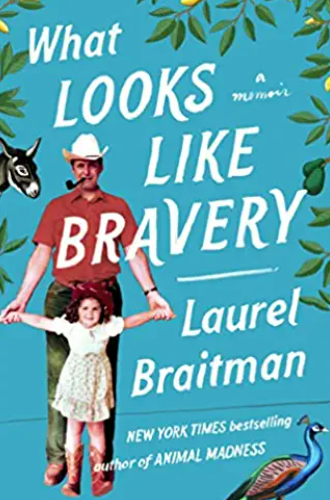 What
a
memoir
LOOKS
LIKE
BRAVERY
Laurel
Braitman
NEW YORK TIMES bestselling
author of ANIMAL MADNESS